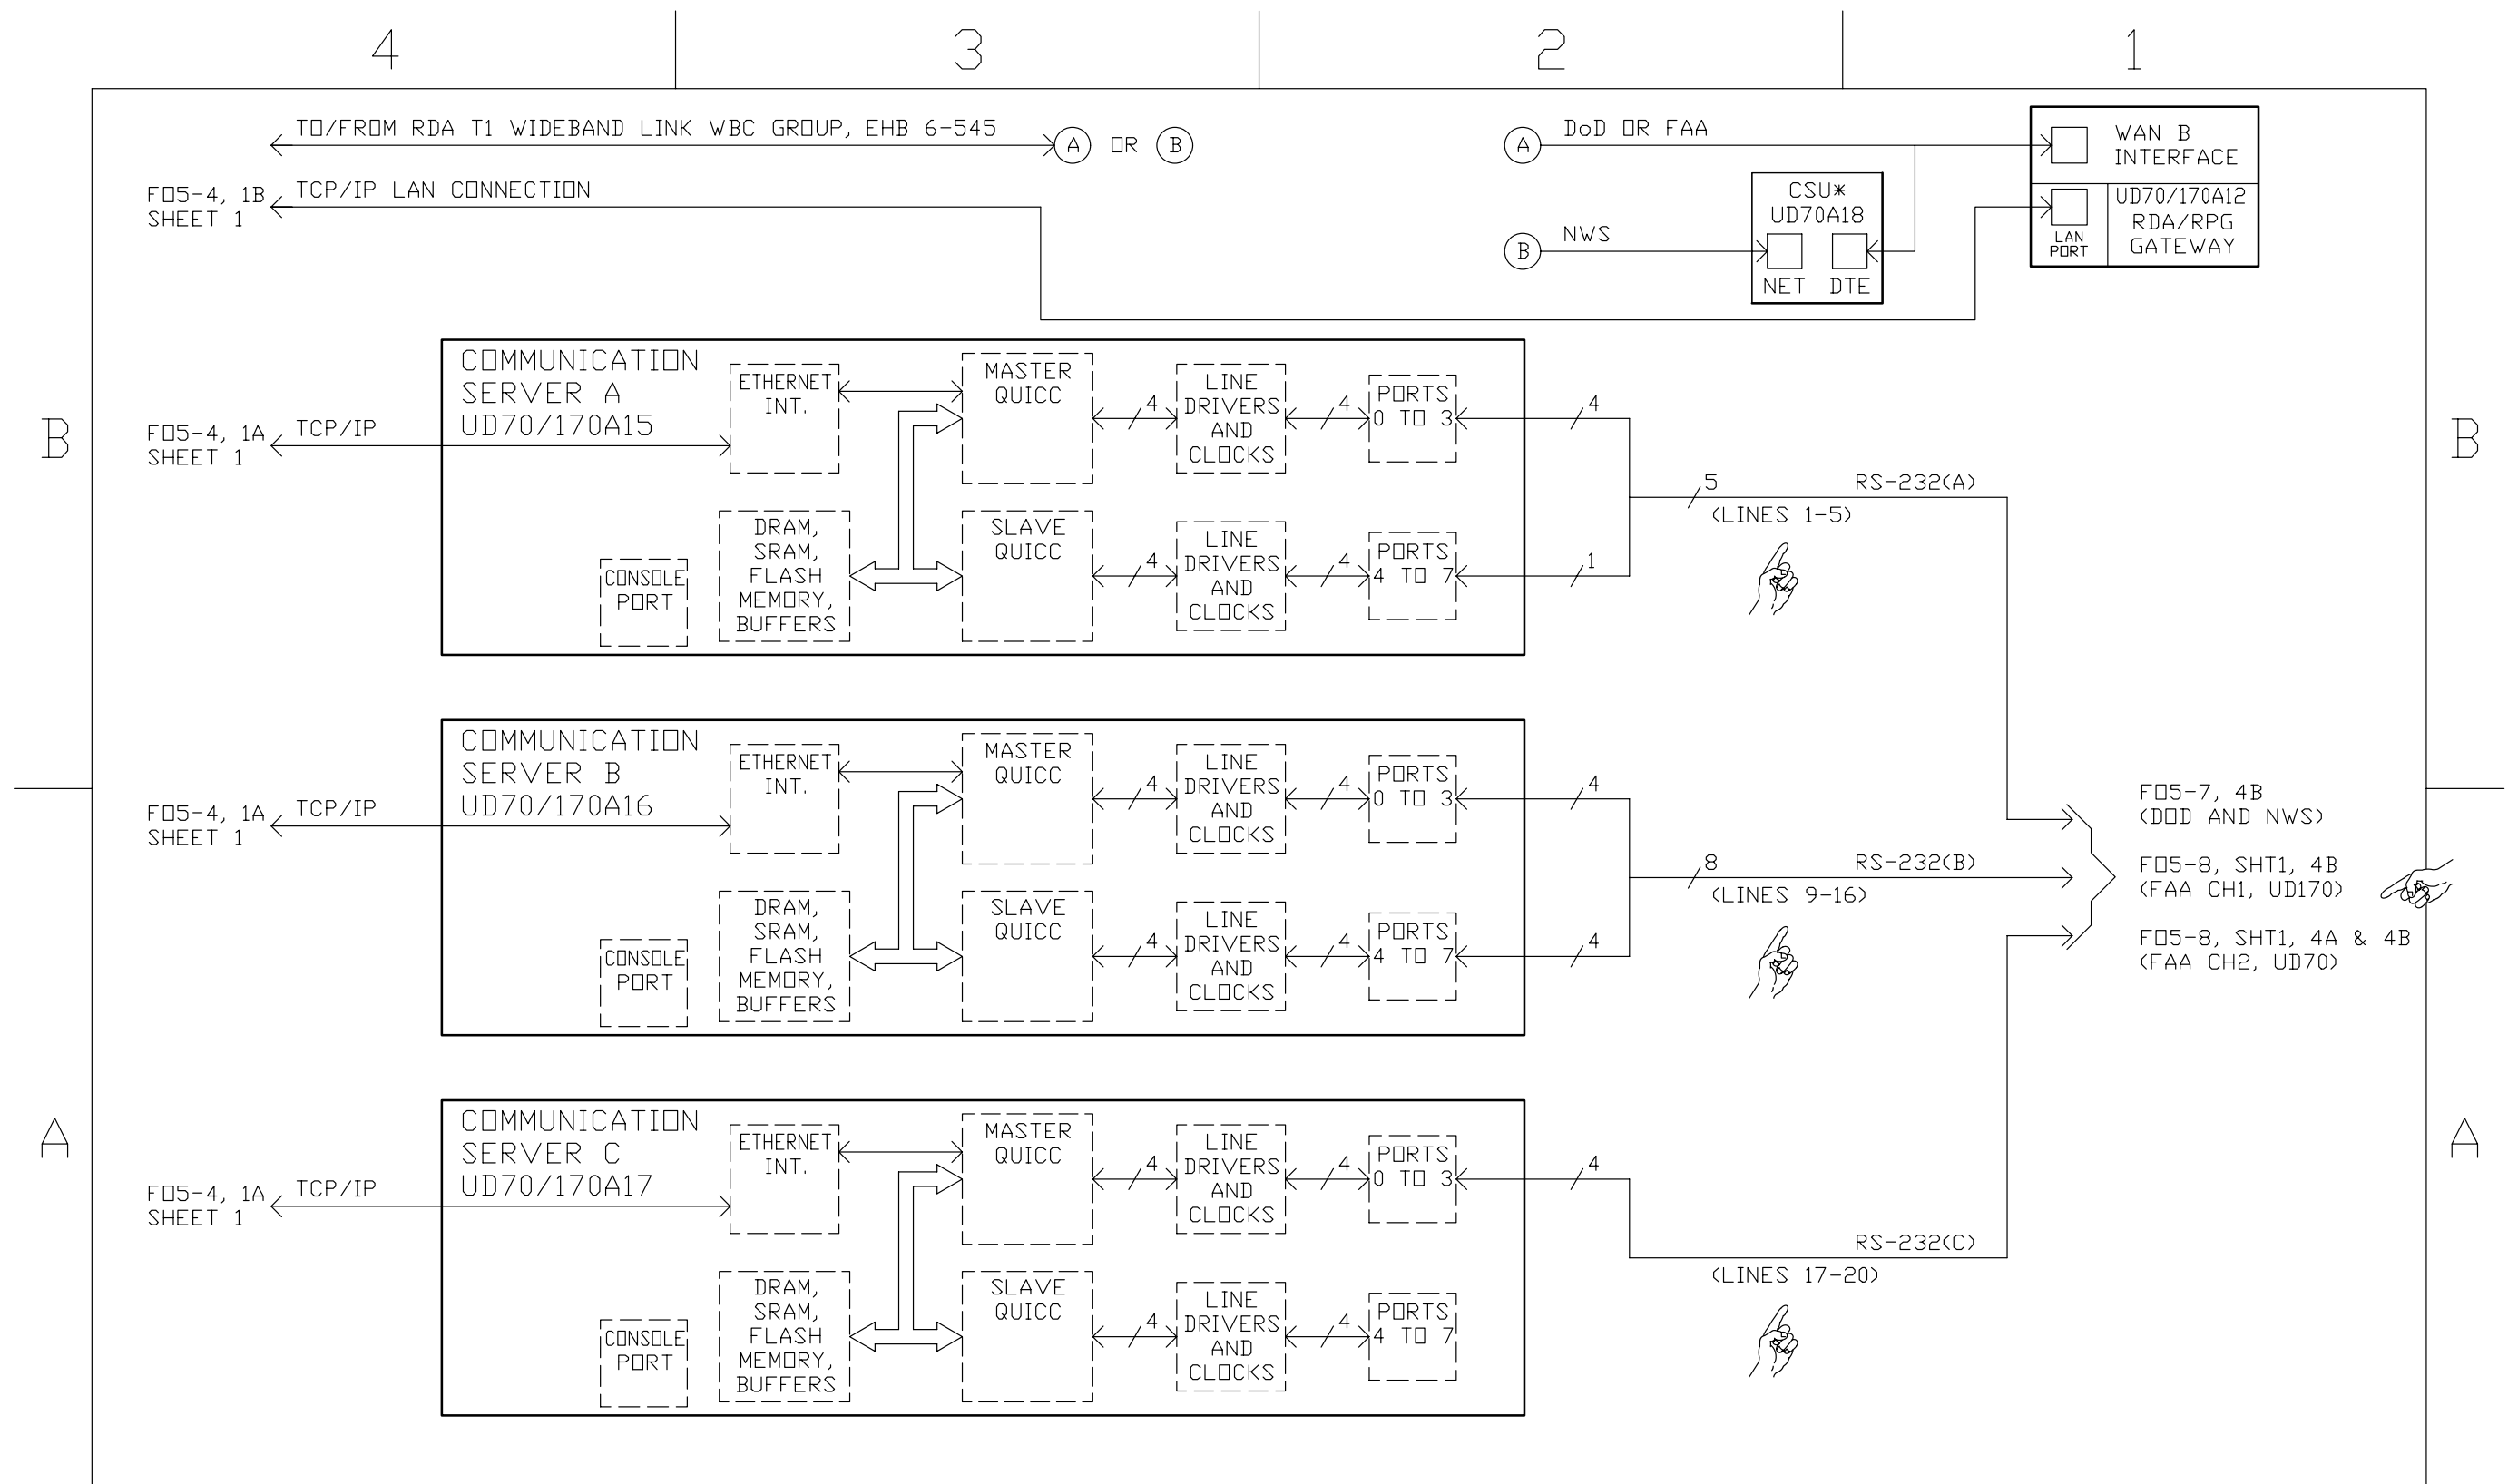 4
3
2
1
TO/FROM RDA T1 WIDEBAND LINK WBC GROUP, EHB 6-545
A OR B
FO5-4, 1B
SHEET 1
TCP/IP LAN CONNECTION
A
DoD OR FAA
B
NWS
CSU*
UD70A18
NET DTE
WAN B
INTERFACE
LAN
PORT
UD70/170A12
RDA/RPG
GATEWAY
B
B
FO5-4, 1A
SHEET 1
TCP/IP
COMMUNICATION
SERVER A
UD70/170A15
ETHERNET
INT.
MASTER
QUICC
4
LINE
DRIVERS
AND
CLOCKS
4
PORTS
0 TO 3
4
CONSOLE
PORT
DRAM,
SRAM,
FLASH
MEMORY,
BUFFERS
SLAVE
QUICC
4
LINE
DRIVERS
AND
CLOCKS
4
PORTS
4 TO 7
1
5
RS-232(A)
(LINES 1-5)
FO5-4, 1A
SHEET 1
TCP/IP
COMMUNICATION
SERVER B
UD70/170A16
ETHERNET
INT.
MASTER
QUICC
4
LINE
DRIVERS
AND
CLOCKS
4
PORTS
0 TO 3
4
CONSOLE
PORT
DRAM,
SRAM,
FLASH
MEMORY,
BUFFERS
SLAVE
QUICC
4
LINE
DRIVERS
AND
CLOCKS
4
PORTS
4 TO 7
4
8
RS-232(B)
(LINES 9-16)
FO5-7, 4B
(DOD AND NWS)
FO5-8, SHT1, 4B
(FAA CH1, UD170)
FO5-8, SHT1, 4A & 4B
(FAA CH2, UD70)
A
A
FO5-4, 1A
SHEET 1
TCP/IP
COMMUNICATION
SERVER C
UD70/170A17
ETHERNET
INT.
MASTER
QUICC
4
LINE
DRIVERS
AND
CLOCKS
4
PORTS
0 TO 3
4
CONSOLE
PORT
DRAM,
SRAM,
FLASH
MEMORY,
BUFFERS
SLAVE
QUICC
4
LINE
DRIVERS
AND
CLOCKS
4
PORTS
4 TO 7
RS-232(C)
(LINES 17-20)